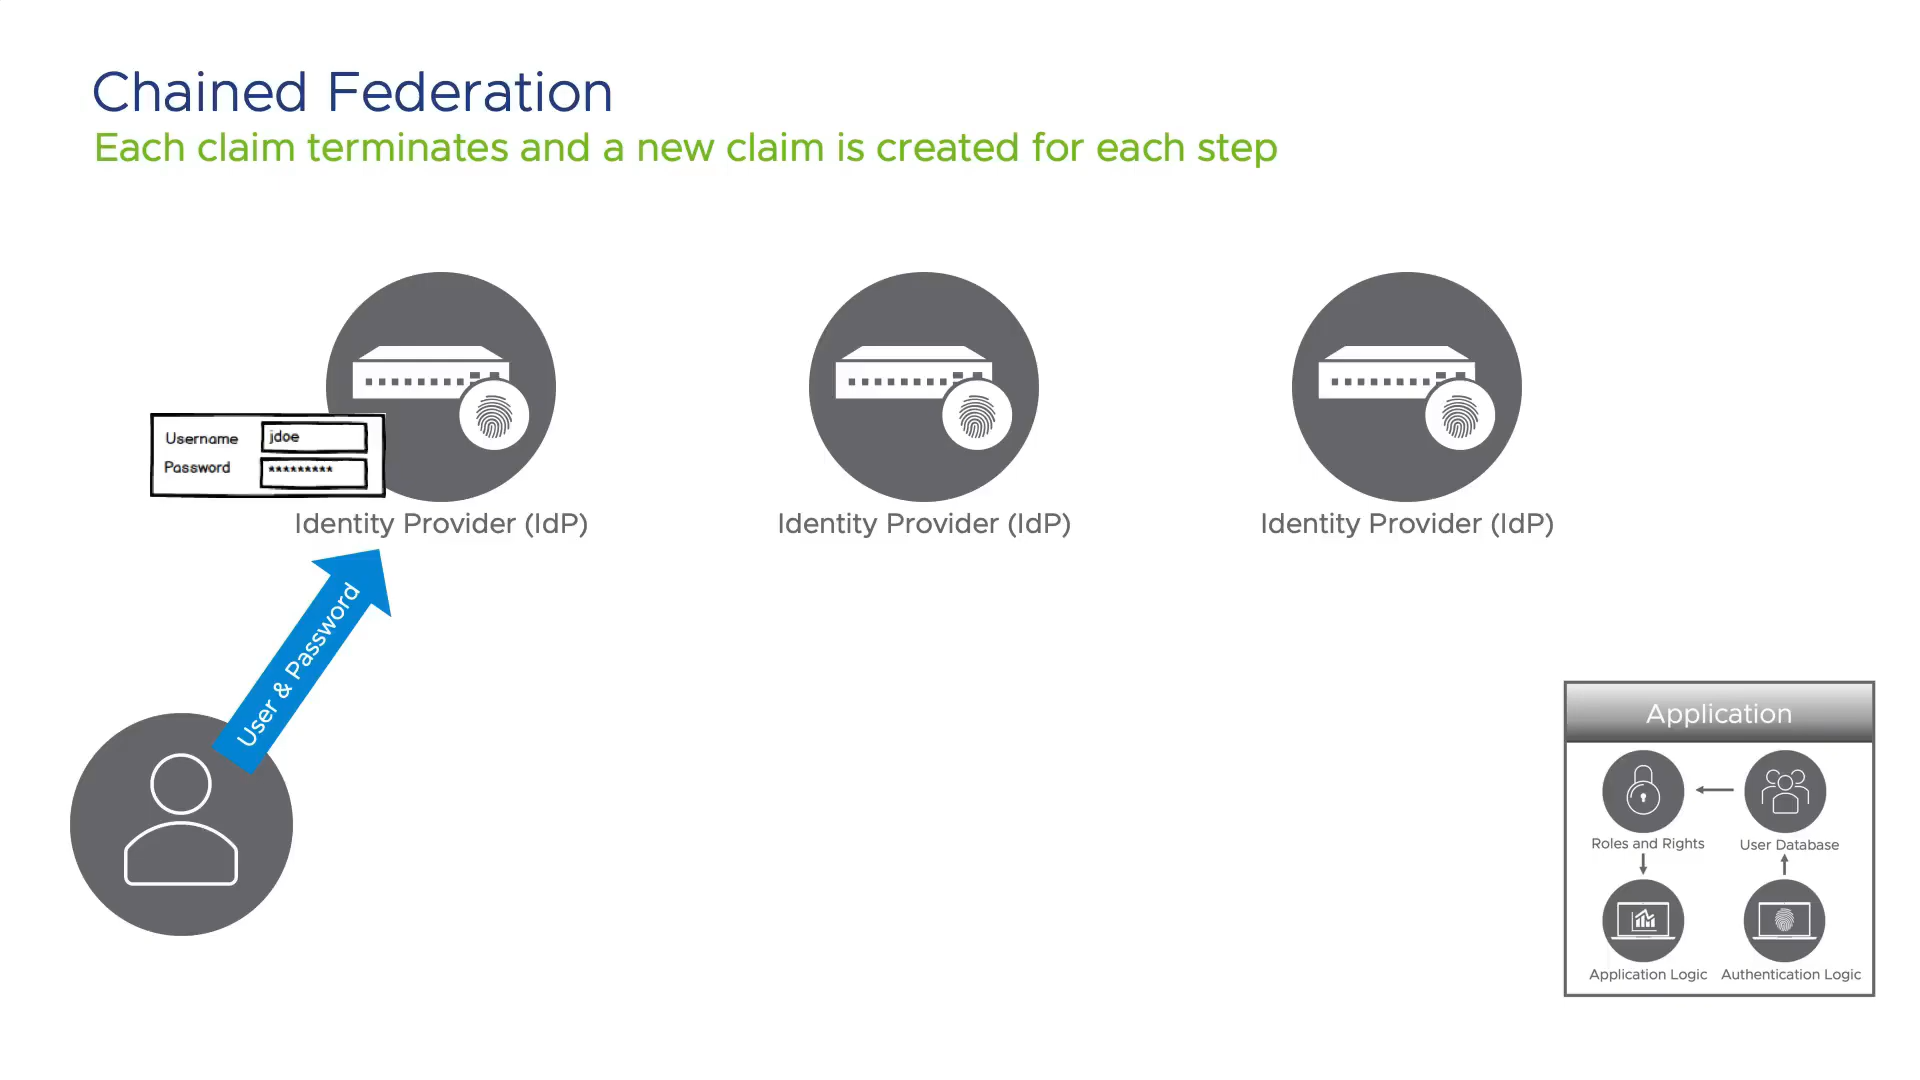 Chained Federation
Each claim terminates and a new claim is created for each step
Username jdoe
Password *********
Identity Provider (IdP)
Identity Provider (IdP)
Identity Provider (IdP)
User & Password
Application
Roles and Rights
User Database
Application Logic
Authentication Logic